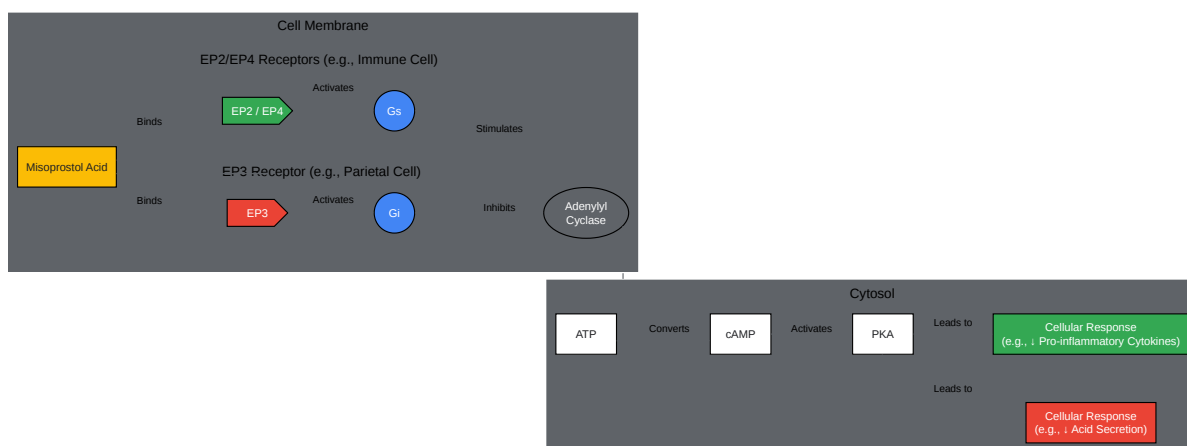 Cell Membrane
EP2/EP4 Receptors (e.g., Immune Cell)
Activates
EP2 / EP4
Gs
Binds
Stimulates
Misoprostol Acid
EP3 Receptor (e.g., Parietal Cell)
Binds
Activates
EP3
Gi
Inhibits
Adenylyl
Cyclase
Cytosol
ATP
Converts
cAMP
Activates
PKA
Leads to
Cellular Response
(e.g., ↓ Pro-inflammatory Cytokines)
Leads to
Cellular Response
(e.g., ↓ Acid Secretion)